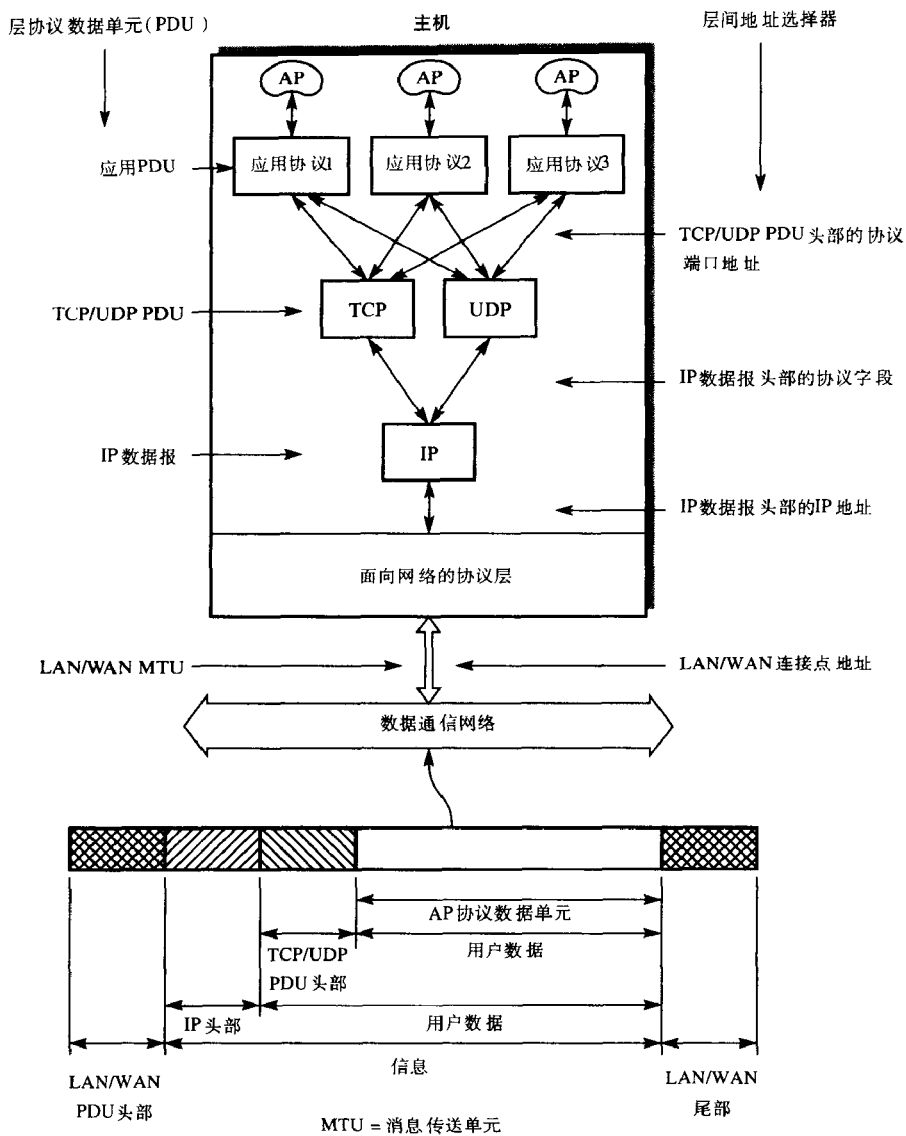 层协议数据单元(PDU)
主机
层间地址选择器
AP
AP
AP
应用PDU
应用协议1
应用协议2
应用协议3
TCP/UDP PDU头部的协议
端口地址
TCP/UDP PDU
TCP
UDP
IP数据报头部的协议字段
IP数据报
IP
IP数据报头部的IP地址
面向网络的协议层
LAN/WAN MTU
LAN/WAN连接点地址
数据通信网络
AP协议数据单元
TCP/UDP
PDU头部
用户数据
IP头部
用户数据
信息
LAN/WAN
PDU头部
LAN/WAN
尾部
MTU = 消息传送单元